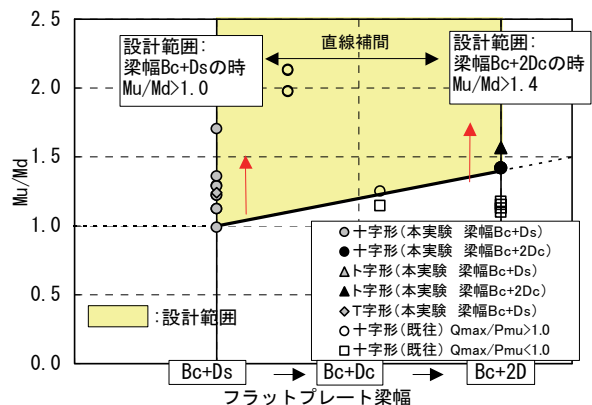 2.5
2.0
1.5
1.0
0.5
0.0
Mu/Md
設計範囲：
梁幅Bc+Dsの時
Mu/Md>1.0
直線補間
設計範囲：
梁幅Bc+2Dcの時
Mu/Md>1.4
十字形(本実験 梁幅Bc+Ds)
十字形(本実験 梁幅Bc+2Dc)
ト字形(本実験 梁幅Bc+Ds)
ト字形(本実験 梁幅Bc+2Dc)
T字形(本実験 梁幅Bc+Ds)
十字形(既往) Qmax/Pmu>1.0
十字形(既往) Qmax/Pmu<1.0
:設計範囲
Bc+Ds
Bc+Dc
Bc+2D
フラットプレート梁幅